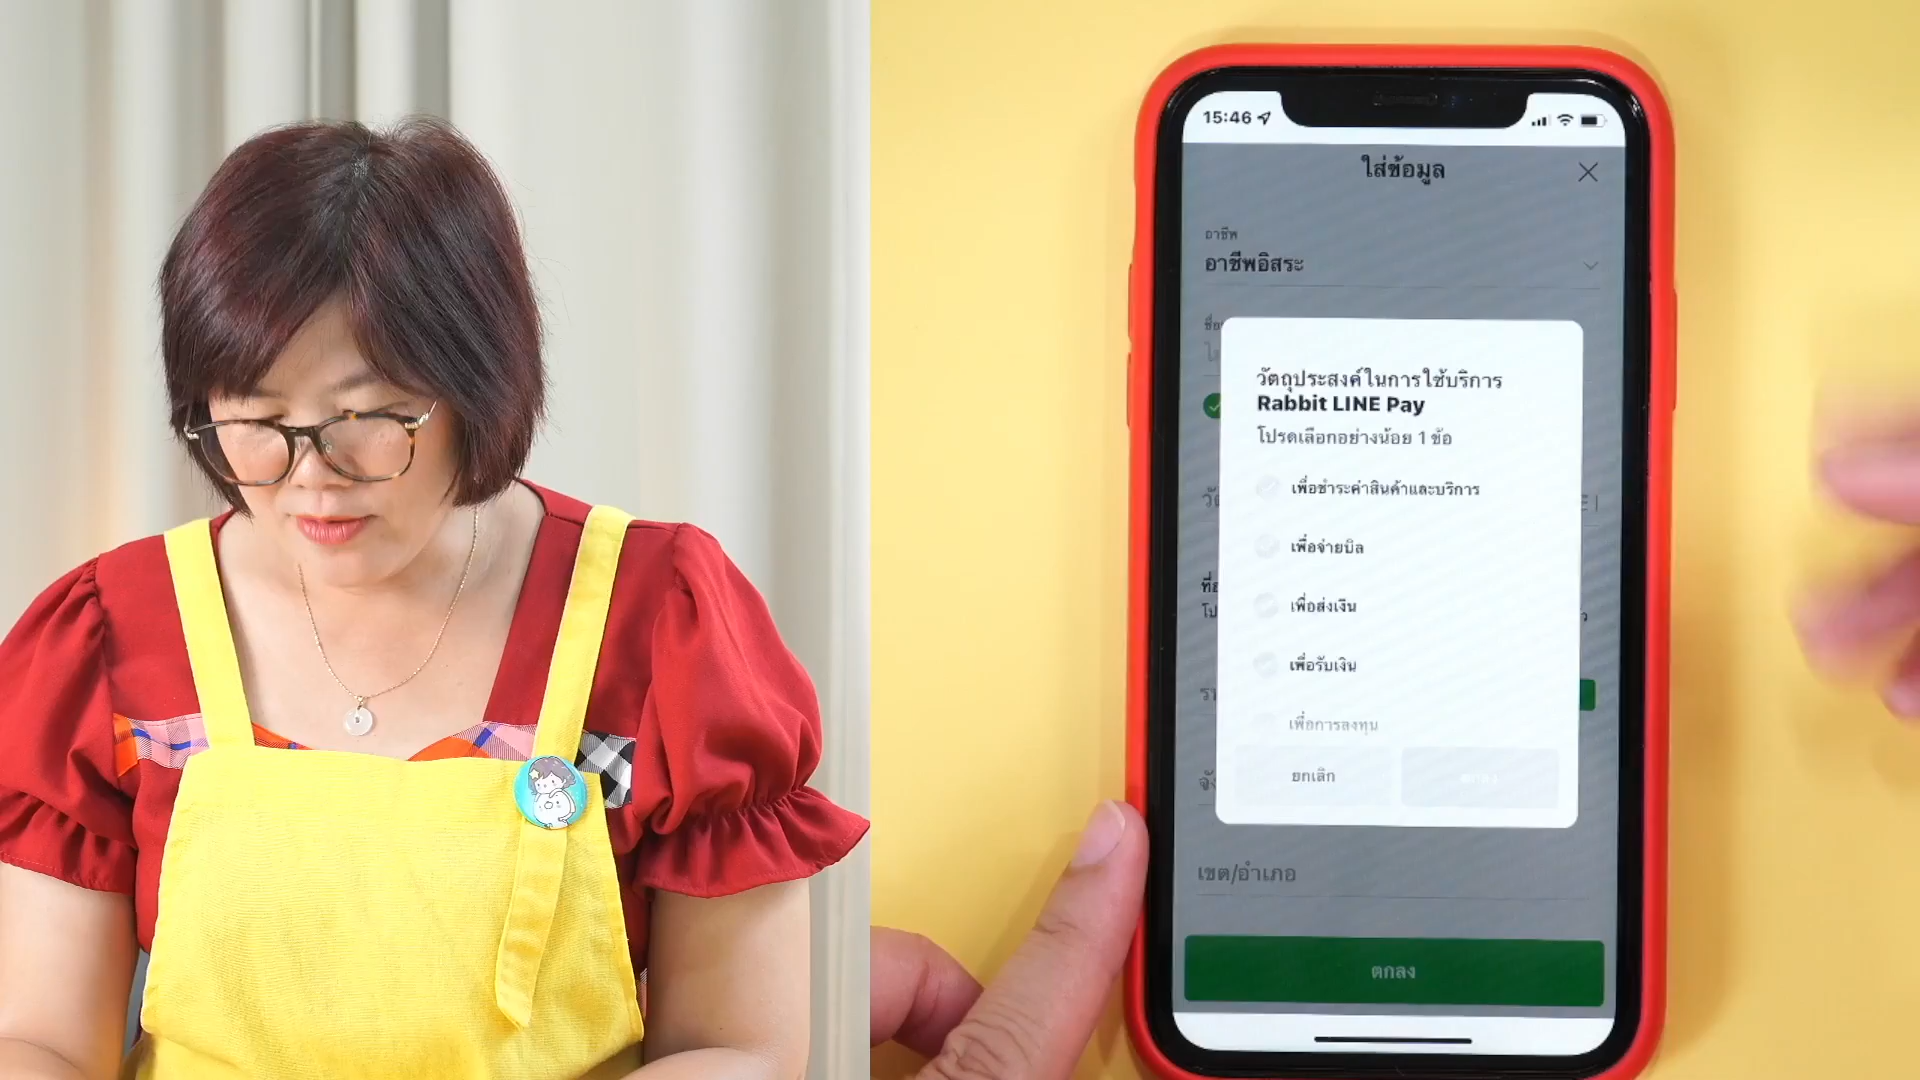 15:46
ใส่ข้อมูล
อาชีพ
อาชีพอิสระ
วัตถุประสงค์ในการใช้บริการ
Rabbit LINE Pay
โปรดเลือกอย่างน้อย 1 ข้อ
เพื่อชำระค่าสินค้าและบริการ
เพื่อจ่ายบิล
เพื่อส่งเงิน
เพื่อรับเงิน
เพื่อการลงทุน
ยกเลิก
ตกลง
เขต/อำเภอ
ตกลง